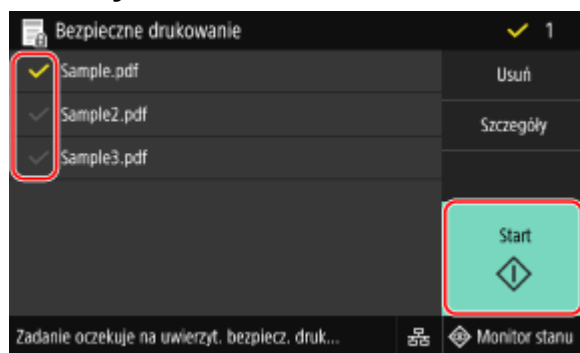 Bezpieczne drukowanie
1
Sample.pdf
Usuń
Sample2.pdf
Szczegóły
Sample3.pdf
Start
Zadanie oczekuje na uwierzyt. bezpiecz. druk...
Monitor stanu